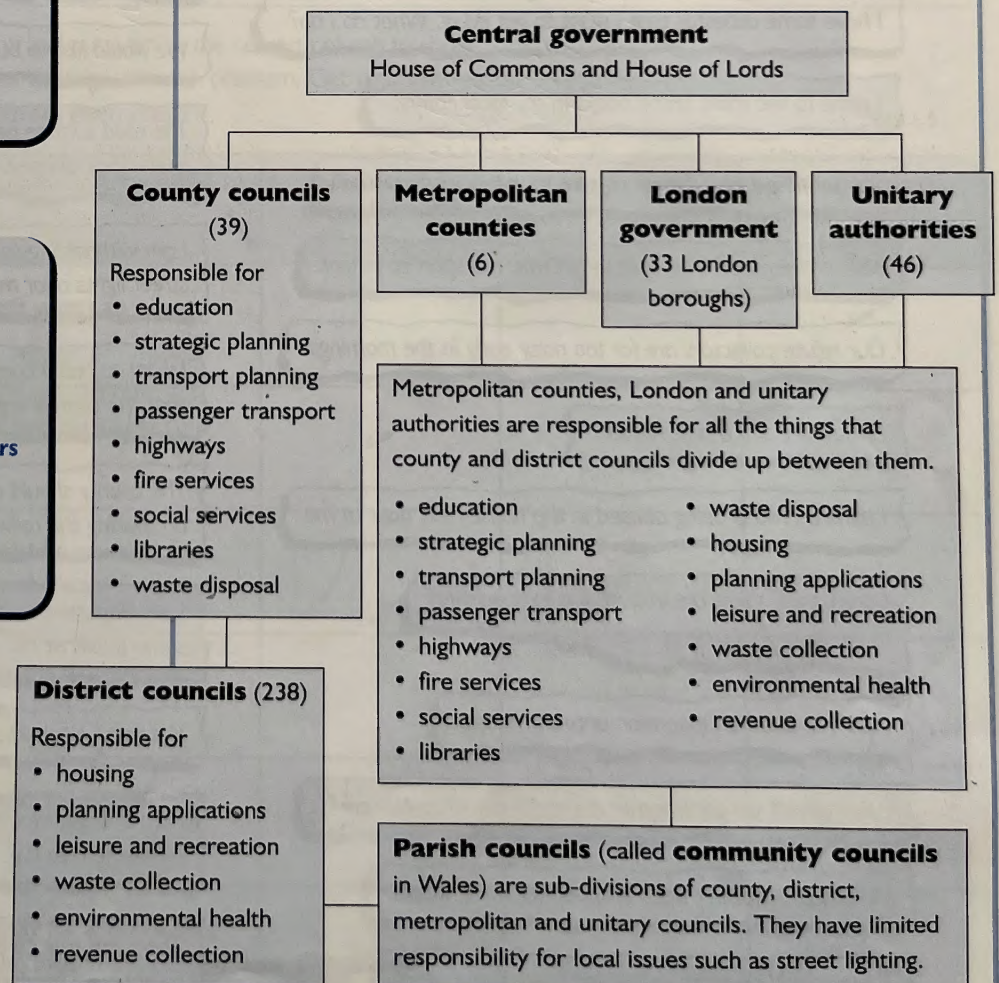 Central government
House of Commons and House of Lords
County councils
(39)
Responsible for
• education
• strategic planning
• transport planning
• passenger transport
• highways
• fire services
• social services
• libraries
• waste disposal
Metropolitan
counties
(6)
London
government
(33 London
boroughs)
Unitary
authorities
(46)
Metropolitan counties, London and unitary
authorities are responsible for all the things that
county and district councils divide up between them.
• education
• strategic planning
• transport planning
• passenger transport
• highways
• fire services
• social services
• libraries
• waste disposal
• housing
• planning applications
• leisure and recreation
• waste collection
• environmental health
• revenue collection
rs
District councils (238)
Responsible for
• housing
• planning applications
• leisure and recreation
• waste collection
• environmental health
• revenue collection
Parish councils (called community councils
in Wales) are sub-divisions of county, district,
metropolitan and unitary councils. They have limited
responsibility for local issues such as street lighting.